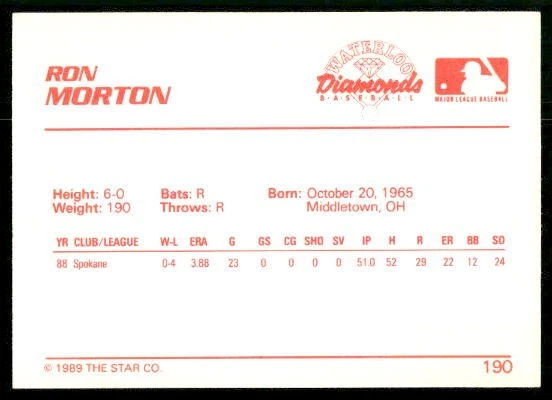 RON
MORTON
WATERLOO
Diamonds
B·A·S·E·B·A·L·L
MAJOR LEAGUE BASEBALL
Height: 6-0 Bats: R Born: October 20, 1965
Weight: 190 Throws: R Middletown, OH
YR CLUB/LEAGUE W-L ERA G GS CG SHO SV IP H R ER BB SO
88 Spokane 0-4 3.88 23 0 0 0 0 51.0 52 29 22 12 24
© 1989 THE STAR CO. 190